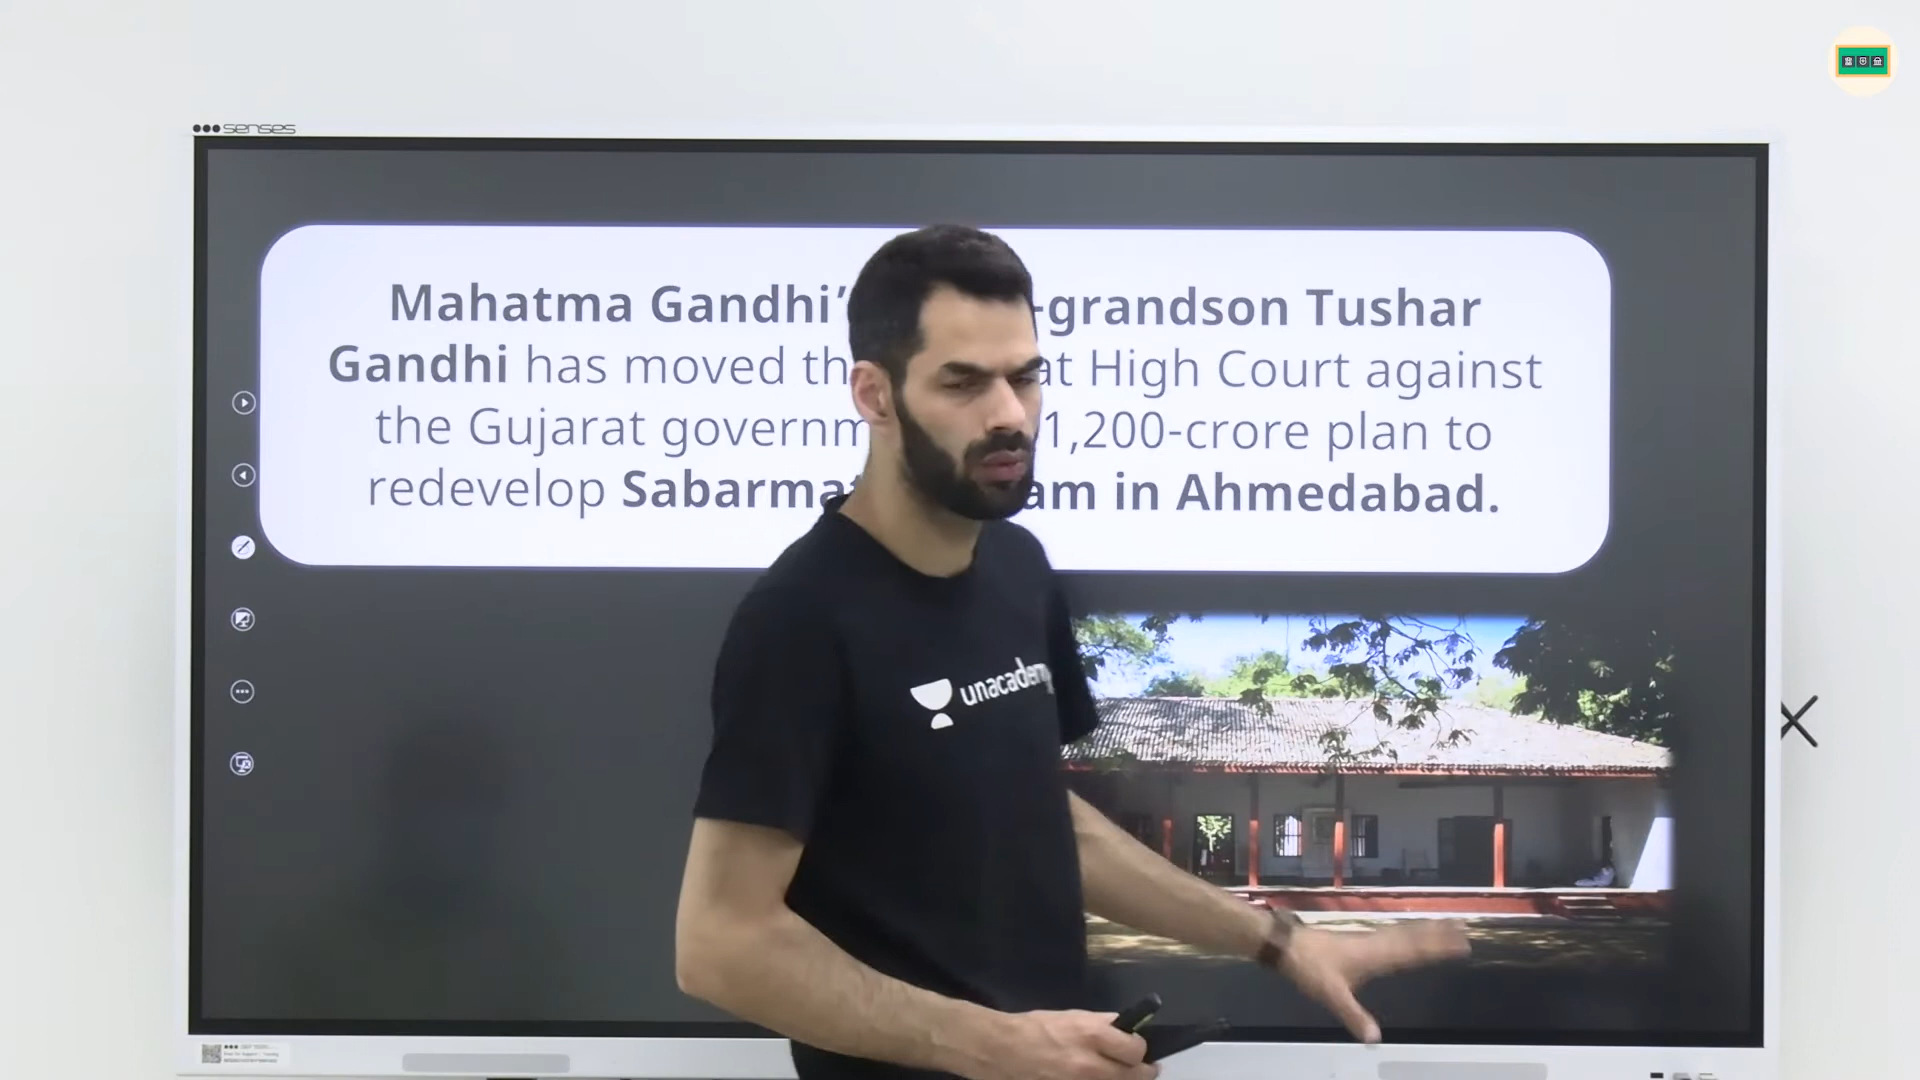 senses
Mahatma Gandhi’ -grandson Tushar
Gandhi has moved th at High Court against
the Gujarat governm 1,200-crore plan to
redevelop Sabarma am in Ahmedabad.
unacademy